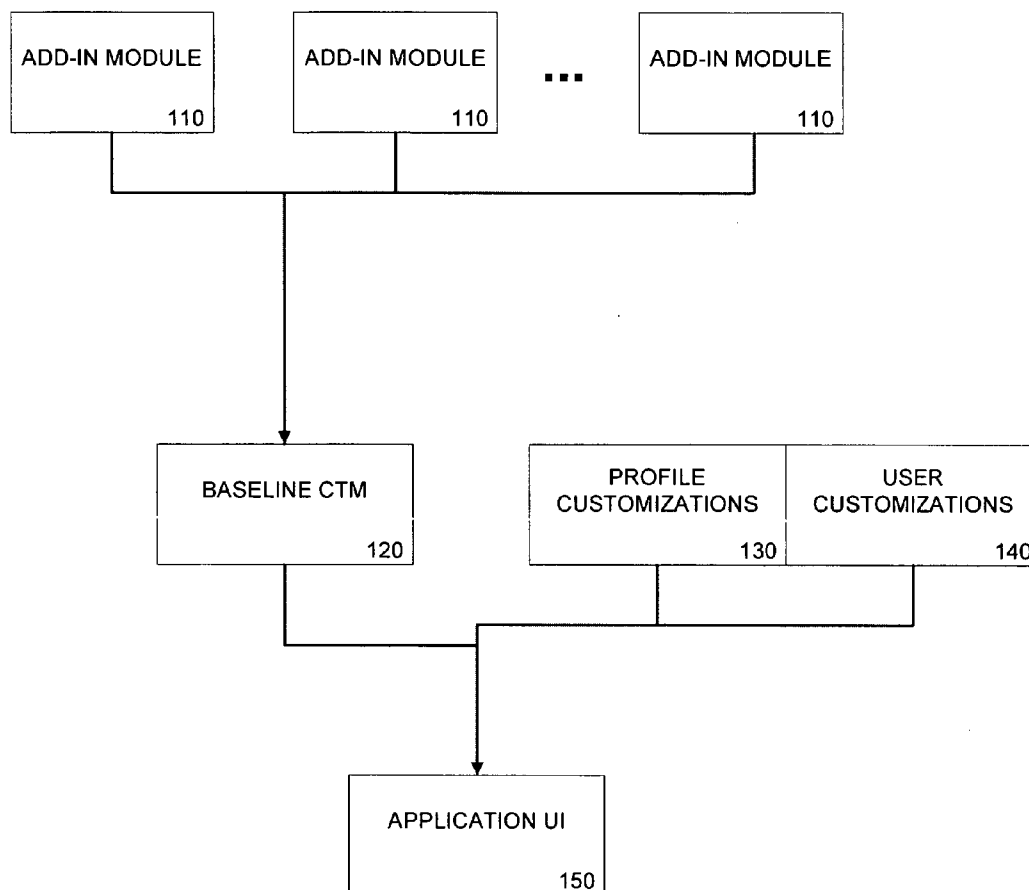 ADD-IN MODULE
110
ADD-IN MODULE
110
...
ADD-IN MODULE
110
BASELINE CTM
120
PROFILE
CUSTOMIZATIONS
130
USER
CUSTOMIZATIONS
140
APPLICATION UI
150